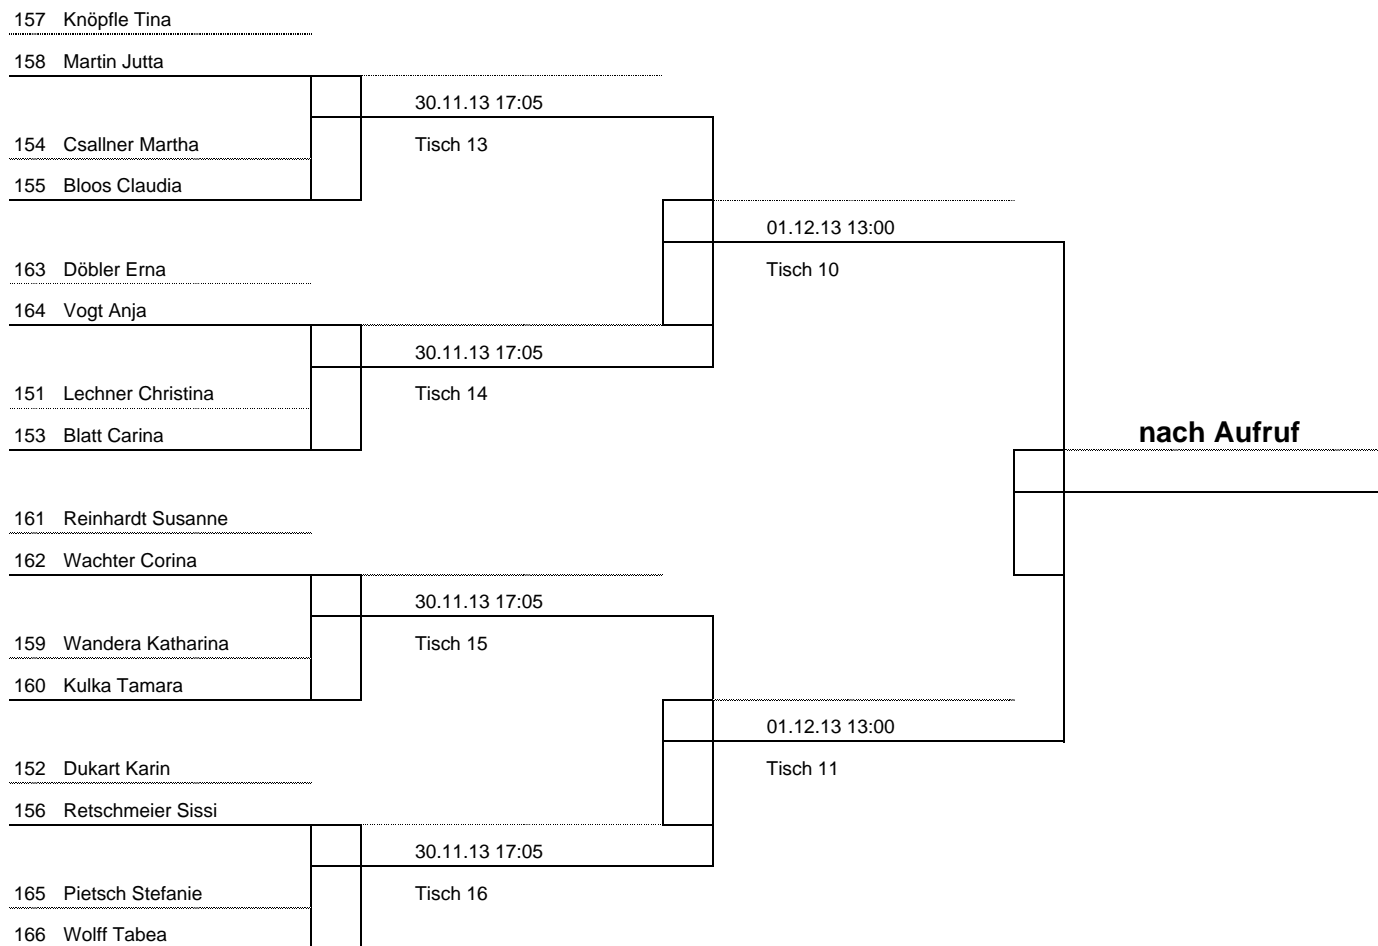 157 Knöpfle Tina
158 Martin Jutta
30.11.13 17:05
154 Csallner Martha
Tisch 13
155 Bloos Claudia
01.12.13 13:00
163 Döbler Erna
Tisch 10
164 Vogt Anja
30.11.13 17:05
151 Lechner Christina
Tisch 14
153 Blatt Carina
nach Aufruf
161 Reinhardt Susanne
162 Wachter Corina
30.11.13 17:05
159 Wandera Katharina
Tisch 15
160 Kulka Tamara
01.12.13 13:00
152 Dukart Karin
Tisch 11
156 Retschmeier Sissi
30.11.13 17:05
165 Pietsch Stefanie
Tisch 16
166 Wolff Tabea